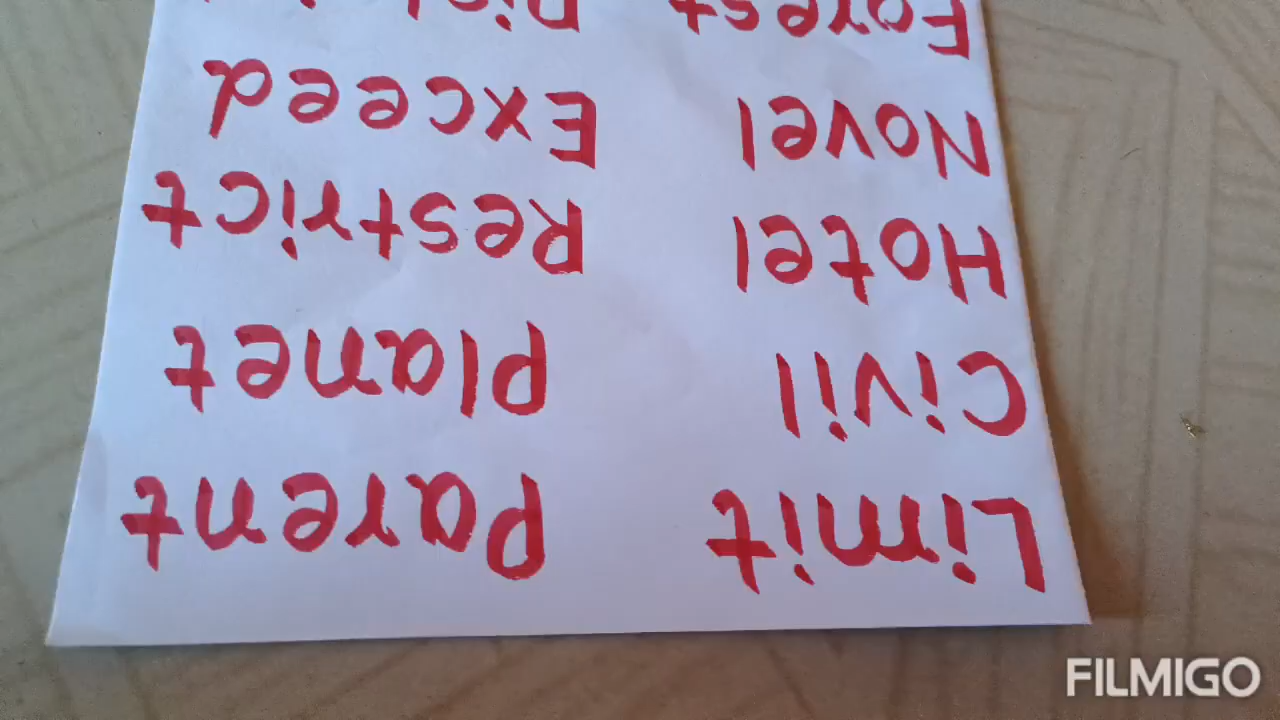 Limit Parent
Civil Planet
Hotel Restrict
Novel Exceed
Forest
FILMIGO